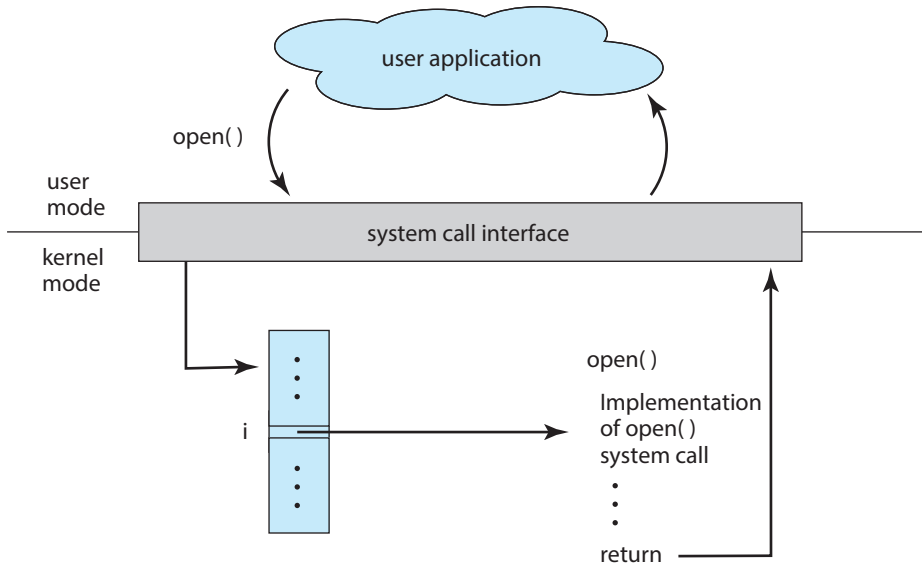 user application
open( )
user
mode
system call interface
kernel
mode
open( )
i
Implementation
of open( )
system call
return